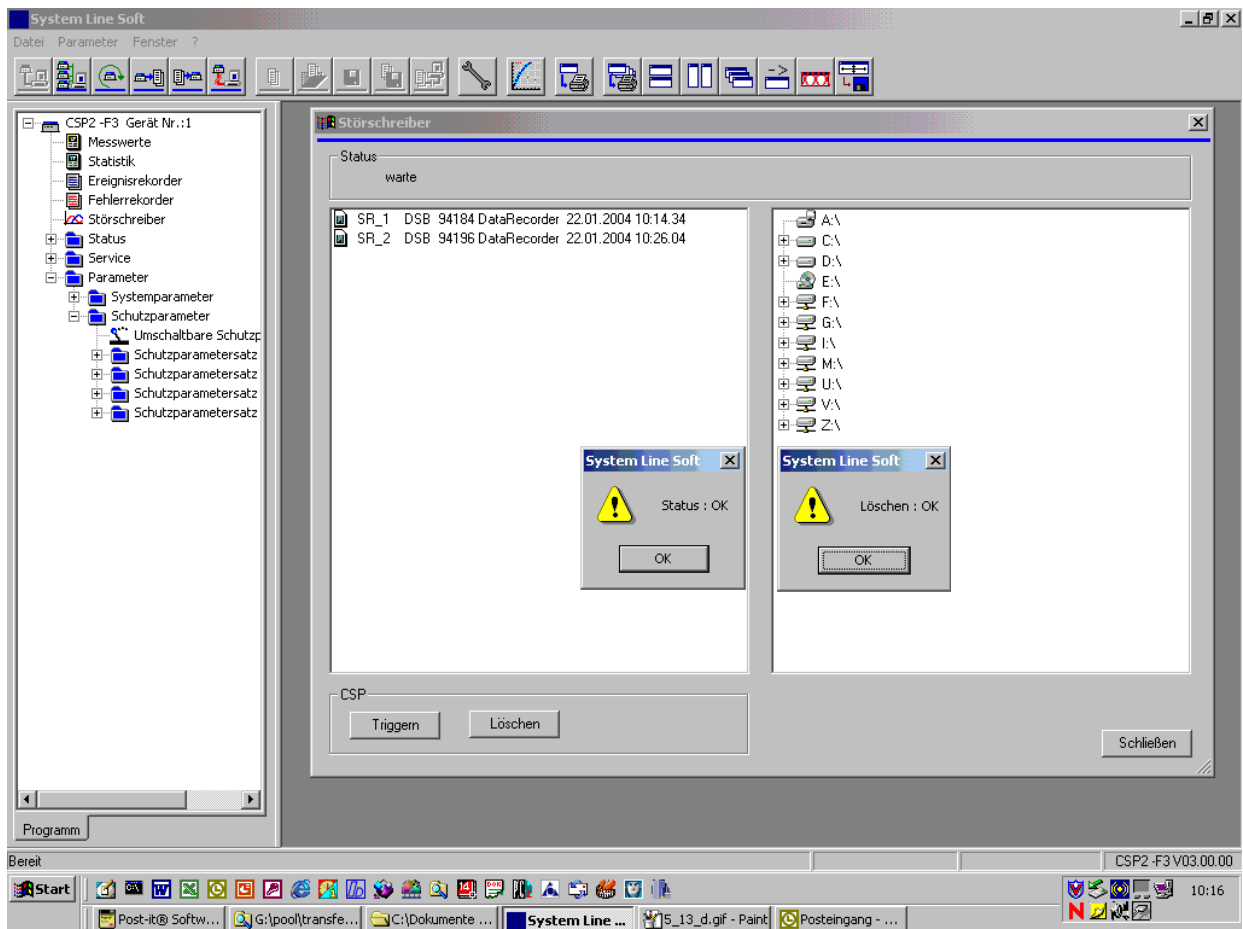 System Line Soft
Datei Parameter Fenster ?
CSP2 -F3 Gerät Nr.:1
Messwerte
Statistik
Ereignisrekorder
Fehlerrekorder
Störschreiber
Status
Service
Parameter
Systemparameter
Schutzparameter
Umschaltbare Schutzp
Schutzparametersatz
Schutzparametersatz
Schutzparametersatz
Schutzparametersatz
Programm
Störschreiber
Status
warte
SR_1 DSB 94184 DataRecorder 22.01.2004 10:14.34
SR_2 DSB 94196 DataRecorder 22.01.2004 10:26.04
A:\
C:\
D:\
E:\
F:\
G:\
I:\
M:\
U:\
V:\
Z:\
System Line Soft
Status : OK
OK
System Line Soft
Löschen : OK
OK
CSP
Triggern Löschen
Schließen
Bereit
CSP2 -F3 V03.00.00
Start
10:16
Post-it® Softw...
G:\pool\transfe...
C:\Dokumente ...
System Line ...
5_13_d.gif - Paint
Posteingang - ...